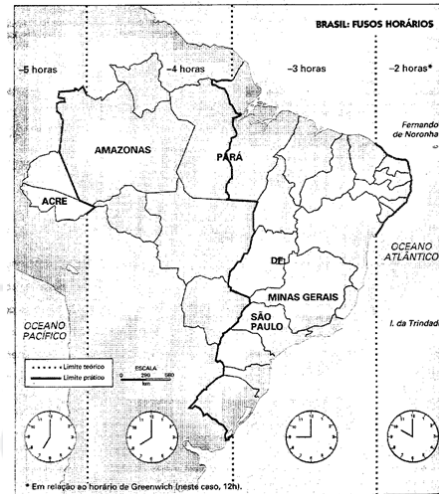 BRASIL: FUSOS HORÁRIOS
–5 horas
–4 horas
–3 horas
–2 horas*
Fernando
de Noronha
AMAZONAS
PARÁ
ACRE
OCEANO
ATLÂNTICO
DF
MINAS GERAIS
SÃO
PAULO
OCEANO
PACÍFICO
I. da Trindade
Limite teórico
Limite prático
ESCALA
km
* Em relação ao horário de Greenwich (neste caso, 12h).